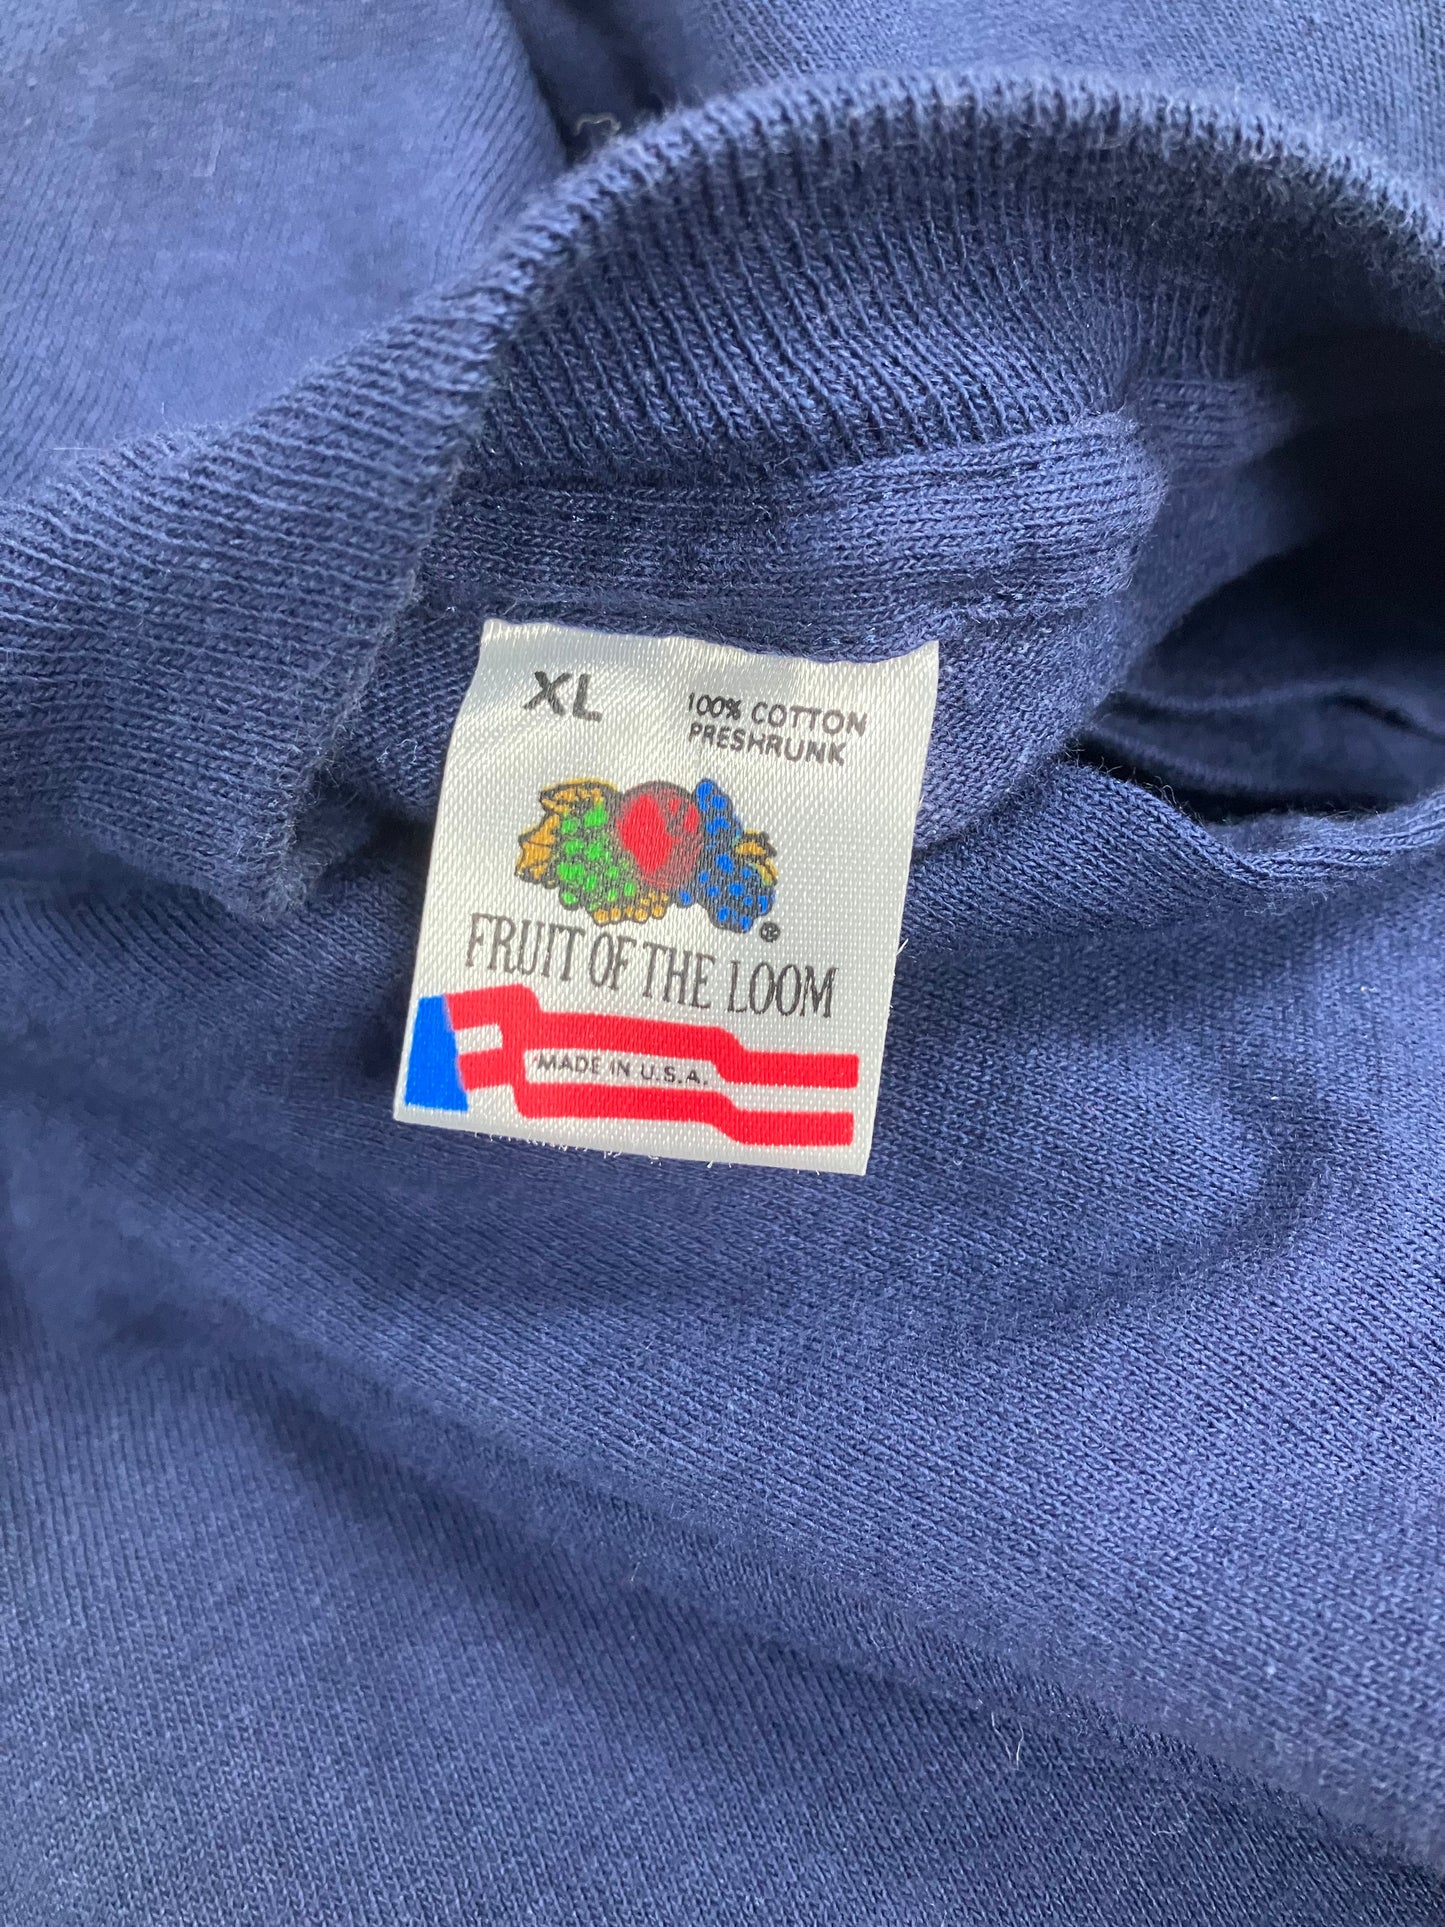 XL
100% COTTON
PRESHRUNK
®
FRUIT OF THE LOOM
MADE IN U.S.A.